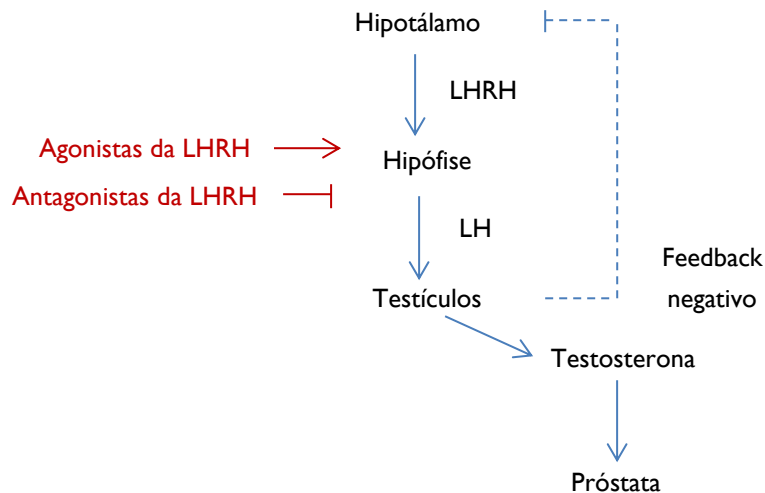 Hipotálamo
LHRH
Agonistas da LHRH
Hipófise
Antagonistas da LHRH
LH
Feedback
negativo
Testículos
Testosterona
Próstata